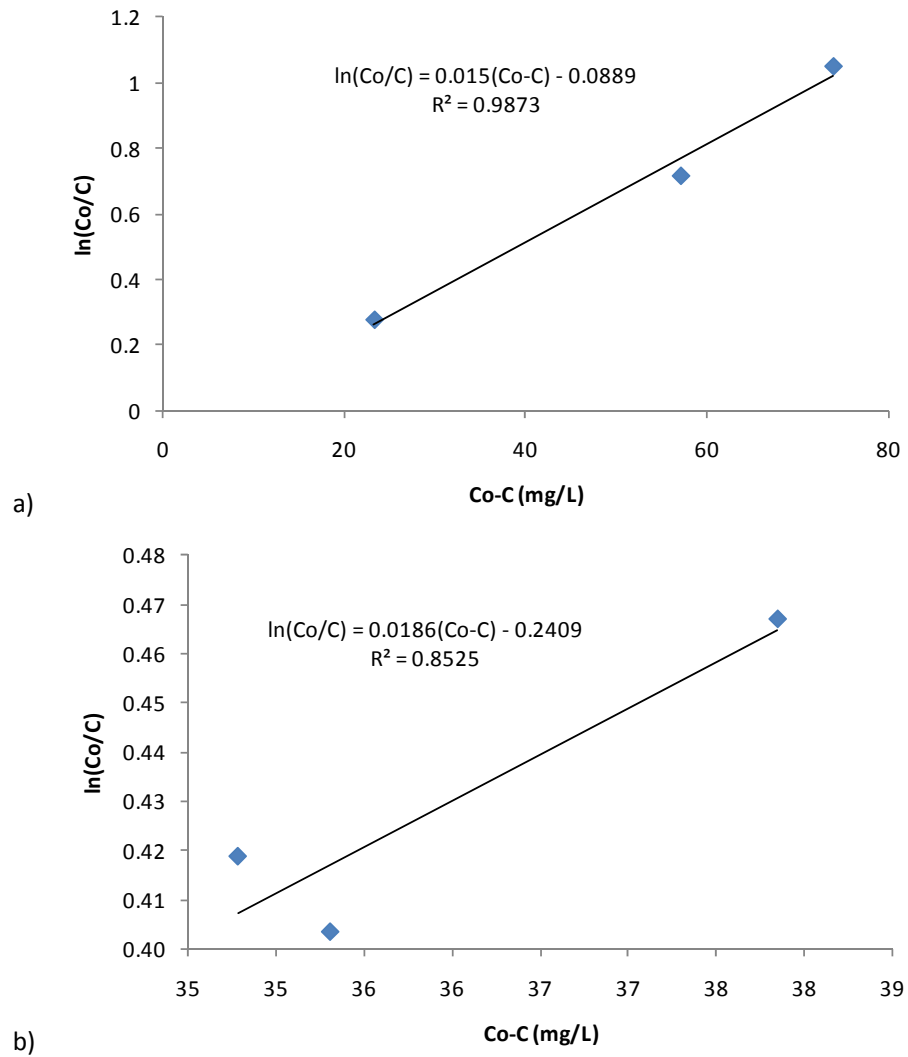 1.2
1
0.8
0.6
0.4
0.2
0
ln(Co/C)
ln(Co/C) = 0.015(Co-C) - 0.0889
R² = 0.9873
0 20 40 60 80
Co-C (mg/L)
a)
0.48
0.47
0.46
0.45
0.44
0.43
0.42
0.41
0.40
ln(Co/C)
ln(Co/C) = 0.0186(Co-C) - 0.2409
R² = 0.8525
35 35 36 36 37 37 38 38 39
Co-C (mg/L)
b)